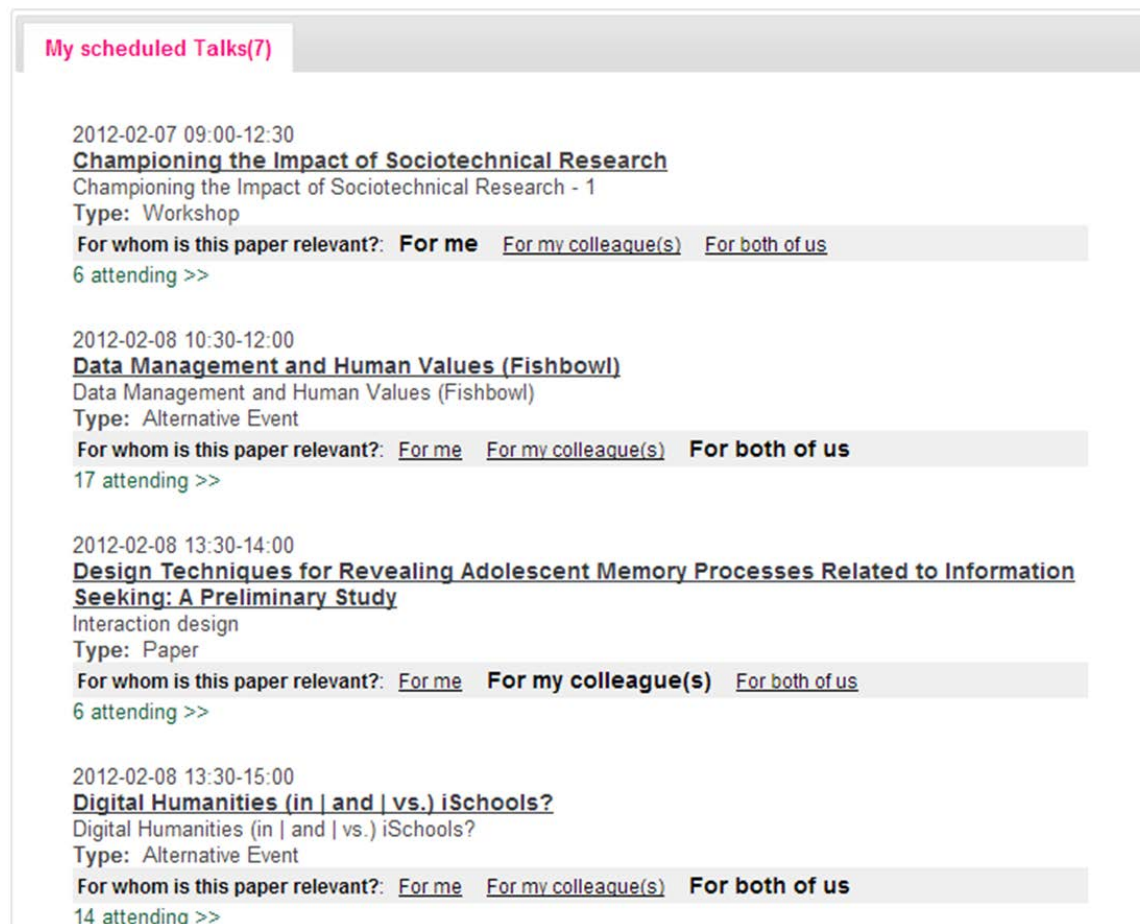 My scheduled Talks(7)
2012-02-07 09:00-12:30
Championing the Impact of Sociotechnical Research
Championing the Impact of Sociotechnical Research - 1
Type: Workshop
For whom is this paper relevant?: For me For my colleague(s) For both of us
6 attending >>
2012-02-08 10:30-12:00
Data Management and Human Values (Fishbowl)
Data Management and Human Values (Fishbowl)
Type: Alternative Event
For whom is this paper relevant?: For me For my colleague(s) For both of us
17 attending >>
2012-02-08 13:30-14:00
Design Techniques for Revealing Adolescent Memory Processes Related to Information
Seeking: A Preliminary Study
Interaction design
Type: Paper
For whom is this paper relevant?: For me For my colleague(s) For both of us
6 attending >>
2012-02-08 13:30-15:00
Digital Humanities (in | and | vs.) iSchools?
Digital Humanities (in | and | vs.) iSchools?
Type: Alternative Event
For whom is this paper relevant?: For me For my colleague(s) For both of us
14 attending >>